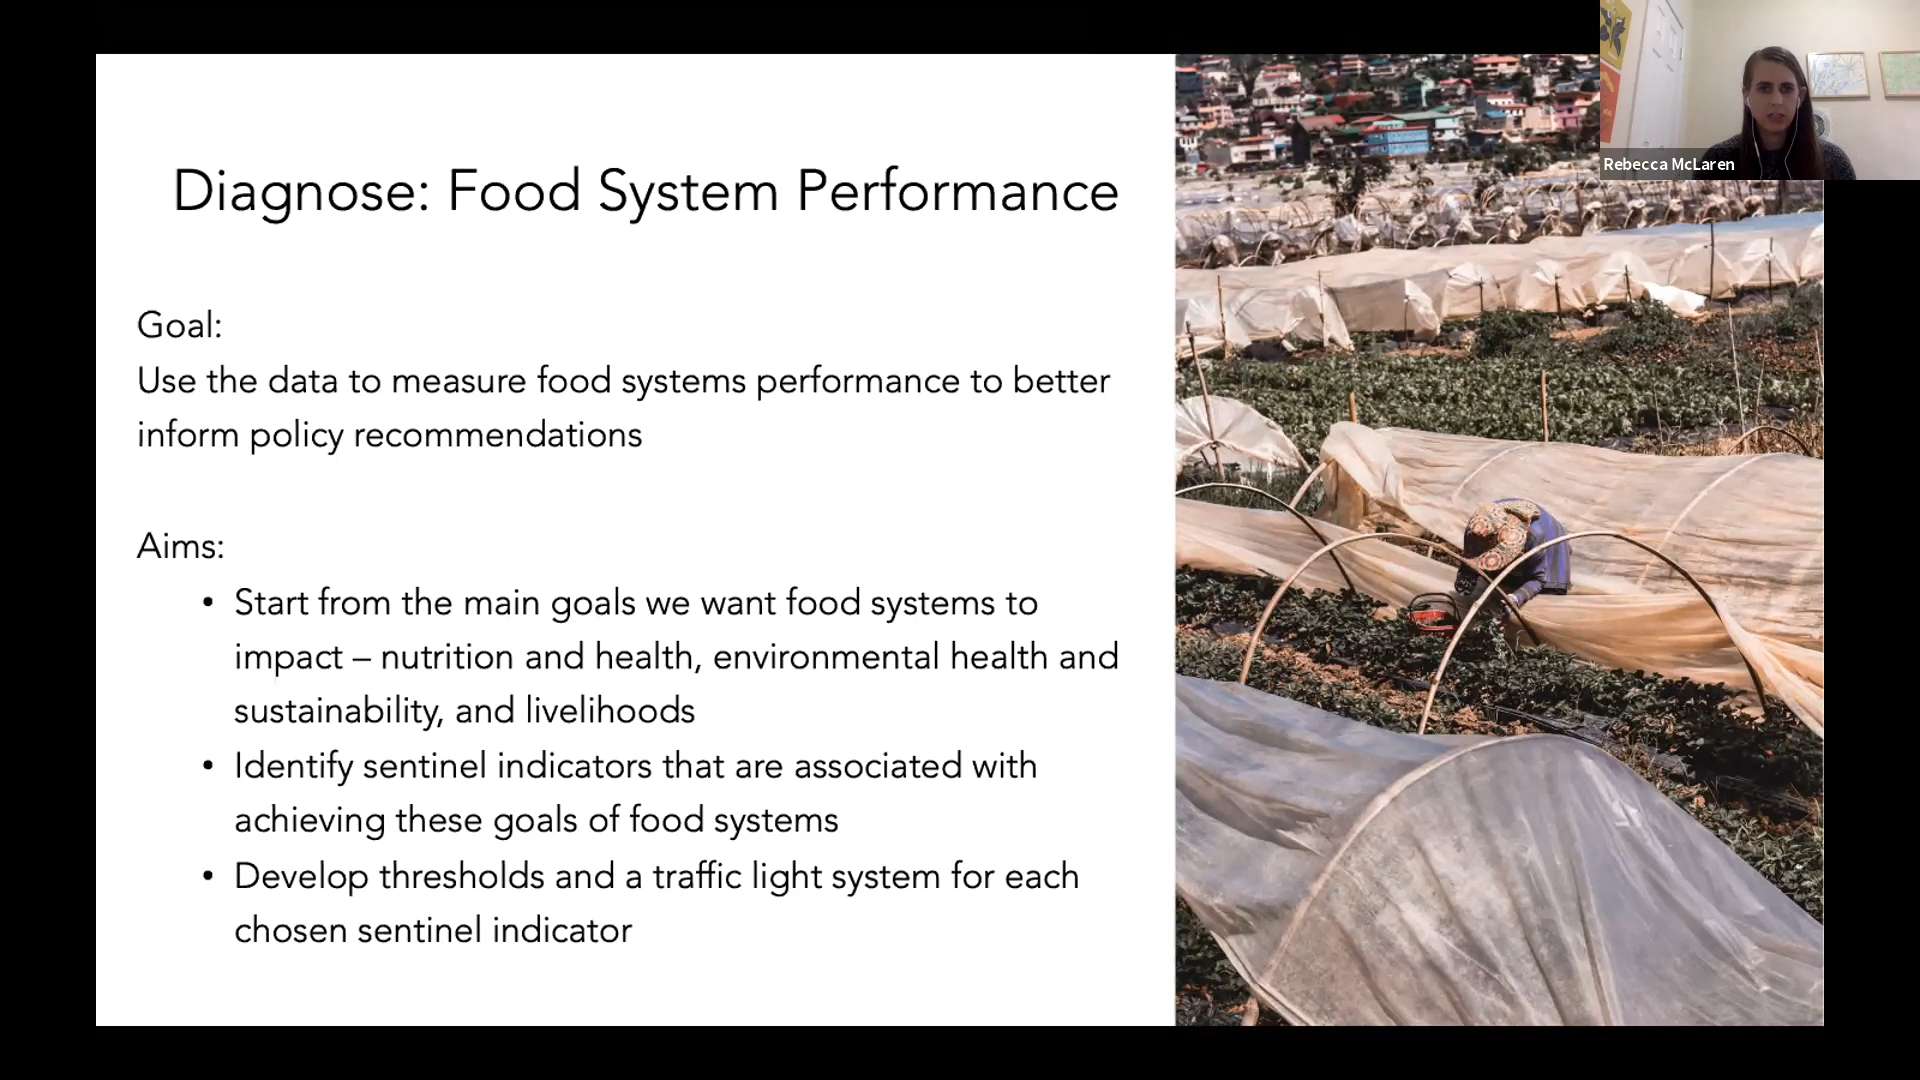 Diagnose: Food System Performance
Goal:
Use the data to measure food systems performance to better
inform policy recommendations
Aims:
• Start from the main goals we want food systems to
impact – nutrition and health, environmental health and
sustainability, and livelihoods
• Identify sentinel indicators that are associated with
achieving these goals of food systems
• Develop thresholds and a traffic light system for each
chosen sentinel indicator
Rebecca McLaren